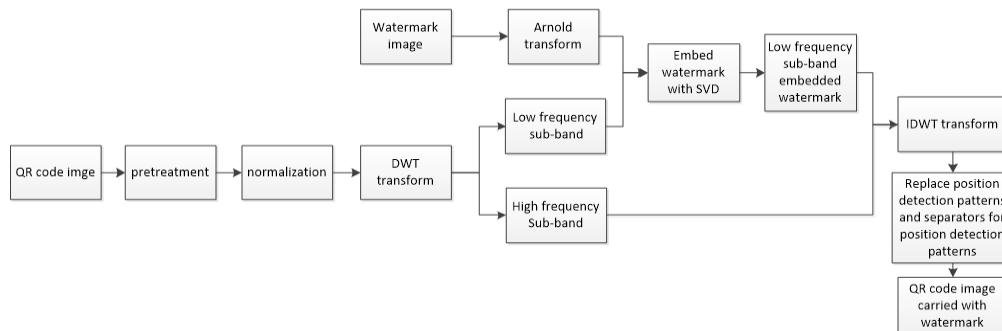 Watermark
image
Arnold
transform
Embed
watermark
with SVD
Low frequency
sub-band
embedded
watermark
Low frequency
sub-band
IDWT transform
QR code imge
pretreatment
normalization
DWT
transform
High frequency
Sub-band
Replace position
detection patterns
and separators for
position detection
patterns
QR code image
carried with
watermark